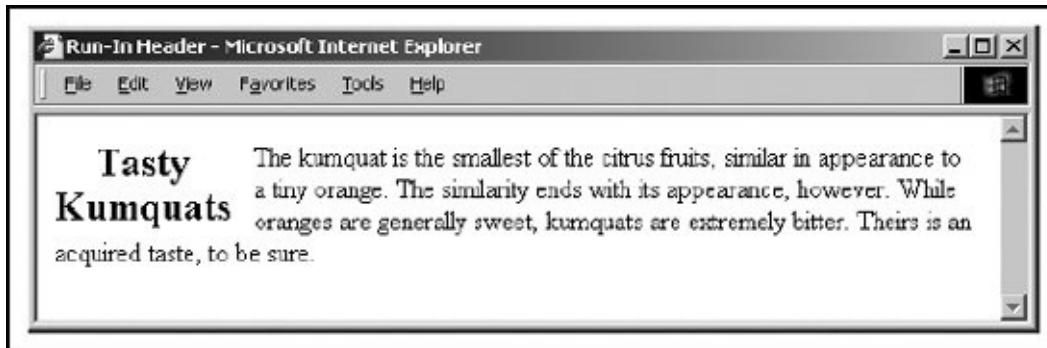 Run-In Header - Microsoft Internet Explorer
File Edit View Favorites Tools Help
Tasty
Kumquats
The kumquat is the smallest of the citrus fruits, similar in appearance to
a tiny orange. The similarity ends with its appearance, however. While
oranges are generally sweet, kumquats are extremely bitter. Theirs is an
acquired taste, to be sure.